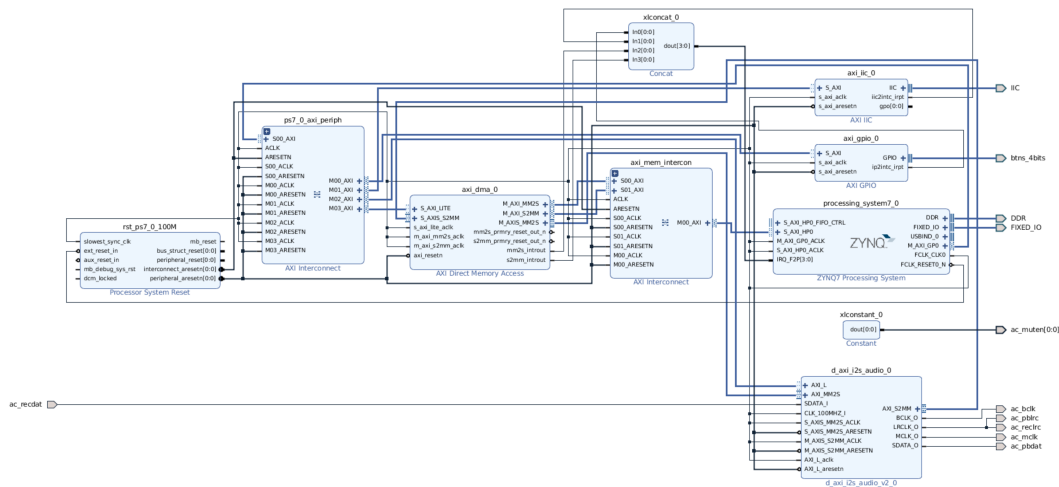 xlconcat_0
In0[0:0]
In1[0:0]
In2[0:0]
In3[0:0]
dout[3:0]
Concat
axi_iic_0
S_AXI
s_axi_aclk
s_axi_aresetn
IIC
iic2intc_irpt
gpo[0:0]
AXI IIC
IIC
ps7_0_axi_periph
S00_AXI
ACLK
ARESETN
S00_ACLK
S00_ARESETN
M00_ACLK
M00_ARESETN
M01_ACLK
M01_ARESETN
M02_ACLK
M02_ARESETN
M03_ACLK
M03_ARESETN
M00_AXI
M01_AXI
M02_AXI
M03_AXI
AXI Interconnect
axi_gpio_0
S_AXI
s_axi_aclk
s_axi_aresetn
GPIO
ip2intc_irpt
AXI GPIO
btns_4bits
axi_dma_0
S_AXI_LITE
S_AXIS_S2MM
s_axi_lite_aclk
m_axi_mm2s_aclk
m_axi_s2mm_aclk
axi_resetn
M_AXI_MM2S
M_AXI_S2MM
M_AXIS_MM2S
mm2s_prmry_reset_out_n
s2mm_prmry_reset_out_n
mm2s_introut
s2mm_introut
AXI Direct Memory Access
axi_mem_intercon
S00_AXI
S01_AXI
ACLK
ARESETN
S00_ACLK
S00_ARESETN
S01_ACLK
S01_ARESETN
M00_ACLK
M00_ARESETN
M00_AXI
AXI Interconnect
processing_system7_0
S_AXI_HP0_FIFO_CTRL
S_AXI_HP0
M_AXI_GP0_ACLK
S_AXI_HP0_ACLK
IRQ_F2P[3:0]
ZYNQ
DDR
FIXED_IO
USBIND_0
M_AXI_GP0
FCLK_CLK0
FCLK_RESET0_N
ZYNQ7 Processing System
DDR
FIXED_IO
rst_ps7_0_100M
slowest_sync_clk
ext_reset_in
aux_reset_in
mb_debug_sys_rst
dcm_locked
mb_reset
bus_struct_reset[0:0]
peripheral_reset[0:0]
interconnect_aresetn[0:0]
peripheral_aresetn[0:0]
Processor System Reset
xlconstant_0
dout[0:0]
Constant
ac_muten[0:0]
ac_recdat
d_axi_i2s_audio_0
AXI_L
AXI_MM2S
SDATA_I
CLK_100MHZ_I
S_AXIS_MM2S_ACLK
S_AXIS_MM2S_ARESETN
M_AXIS_S2MM_ACLK
M_AXIS_S2MM_ARESETN
AXI_L_aclk
AXI_L_aresetn
AXI_S2MM
BCLK_O
LRCLK_O
MCLK_O
SDATA_O
d_axi_i2s_audio_v2_0
ac_bclk
ac_pblrc
ac_reclrc
ac_mclk
ac_pbdat